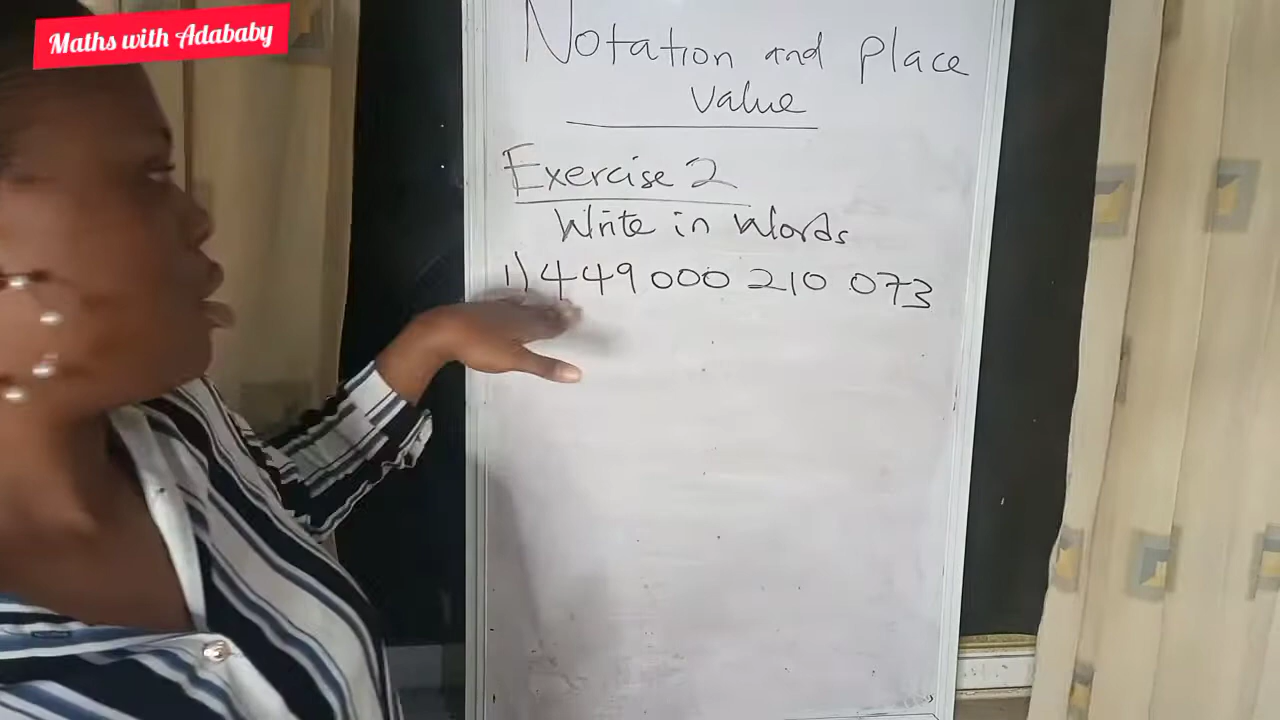 Maths with Adababy
Notation and Place
Value
Exercise 2
Write in Words
1) 449 000 210 073